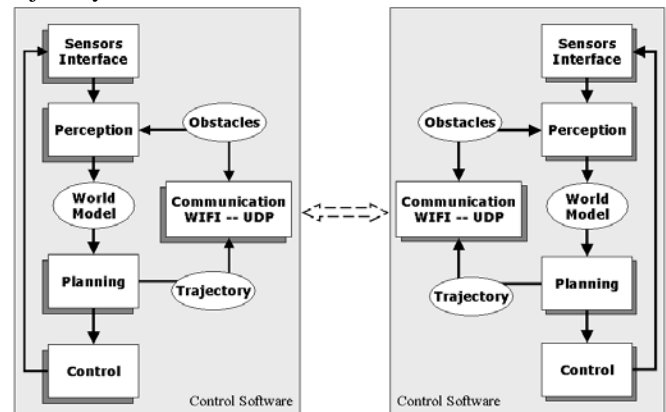 Sensors
Interface
Perception
Obstacles
World
Model
Communication
WIFI -- UDP
Planning
Trajectory
Control
Control Software
Sensors
Interface
Obstacles
Perception
Communication
WIFI -- UDP
World
Model
Planning
Trajectory
Control
Control Software